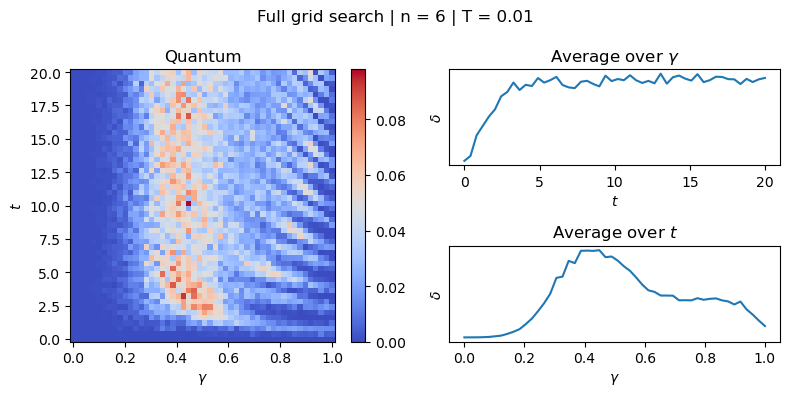 Full grid search | n = 6 | T = 0.01
Quantum
20.0
17.5
15.0
12.5
10.0
7.5
5.0
2.5
0.0
t
0.0 0.2 0.4 0.6 0.8 1.0
γ
0.08
0.06
0.04
0.02
0.00
Average over γ
δ
0 5 10 15 20
t
Average over t
δ
0.0 0.2 0.4 0.6 0.8 1.0
γ